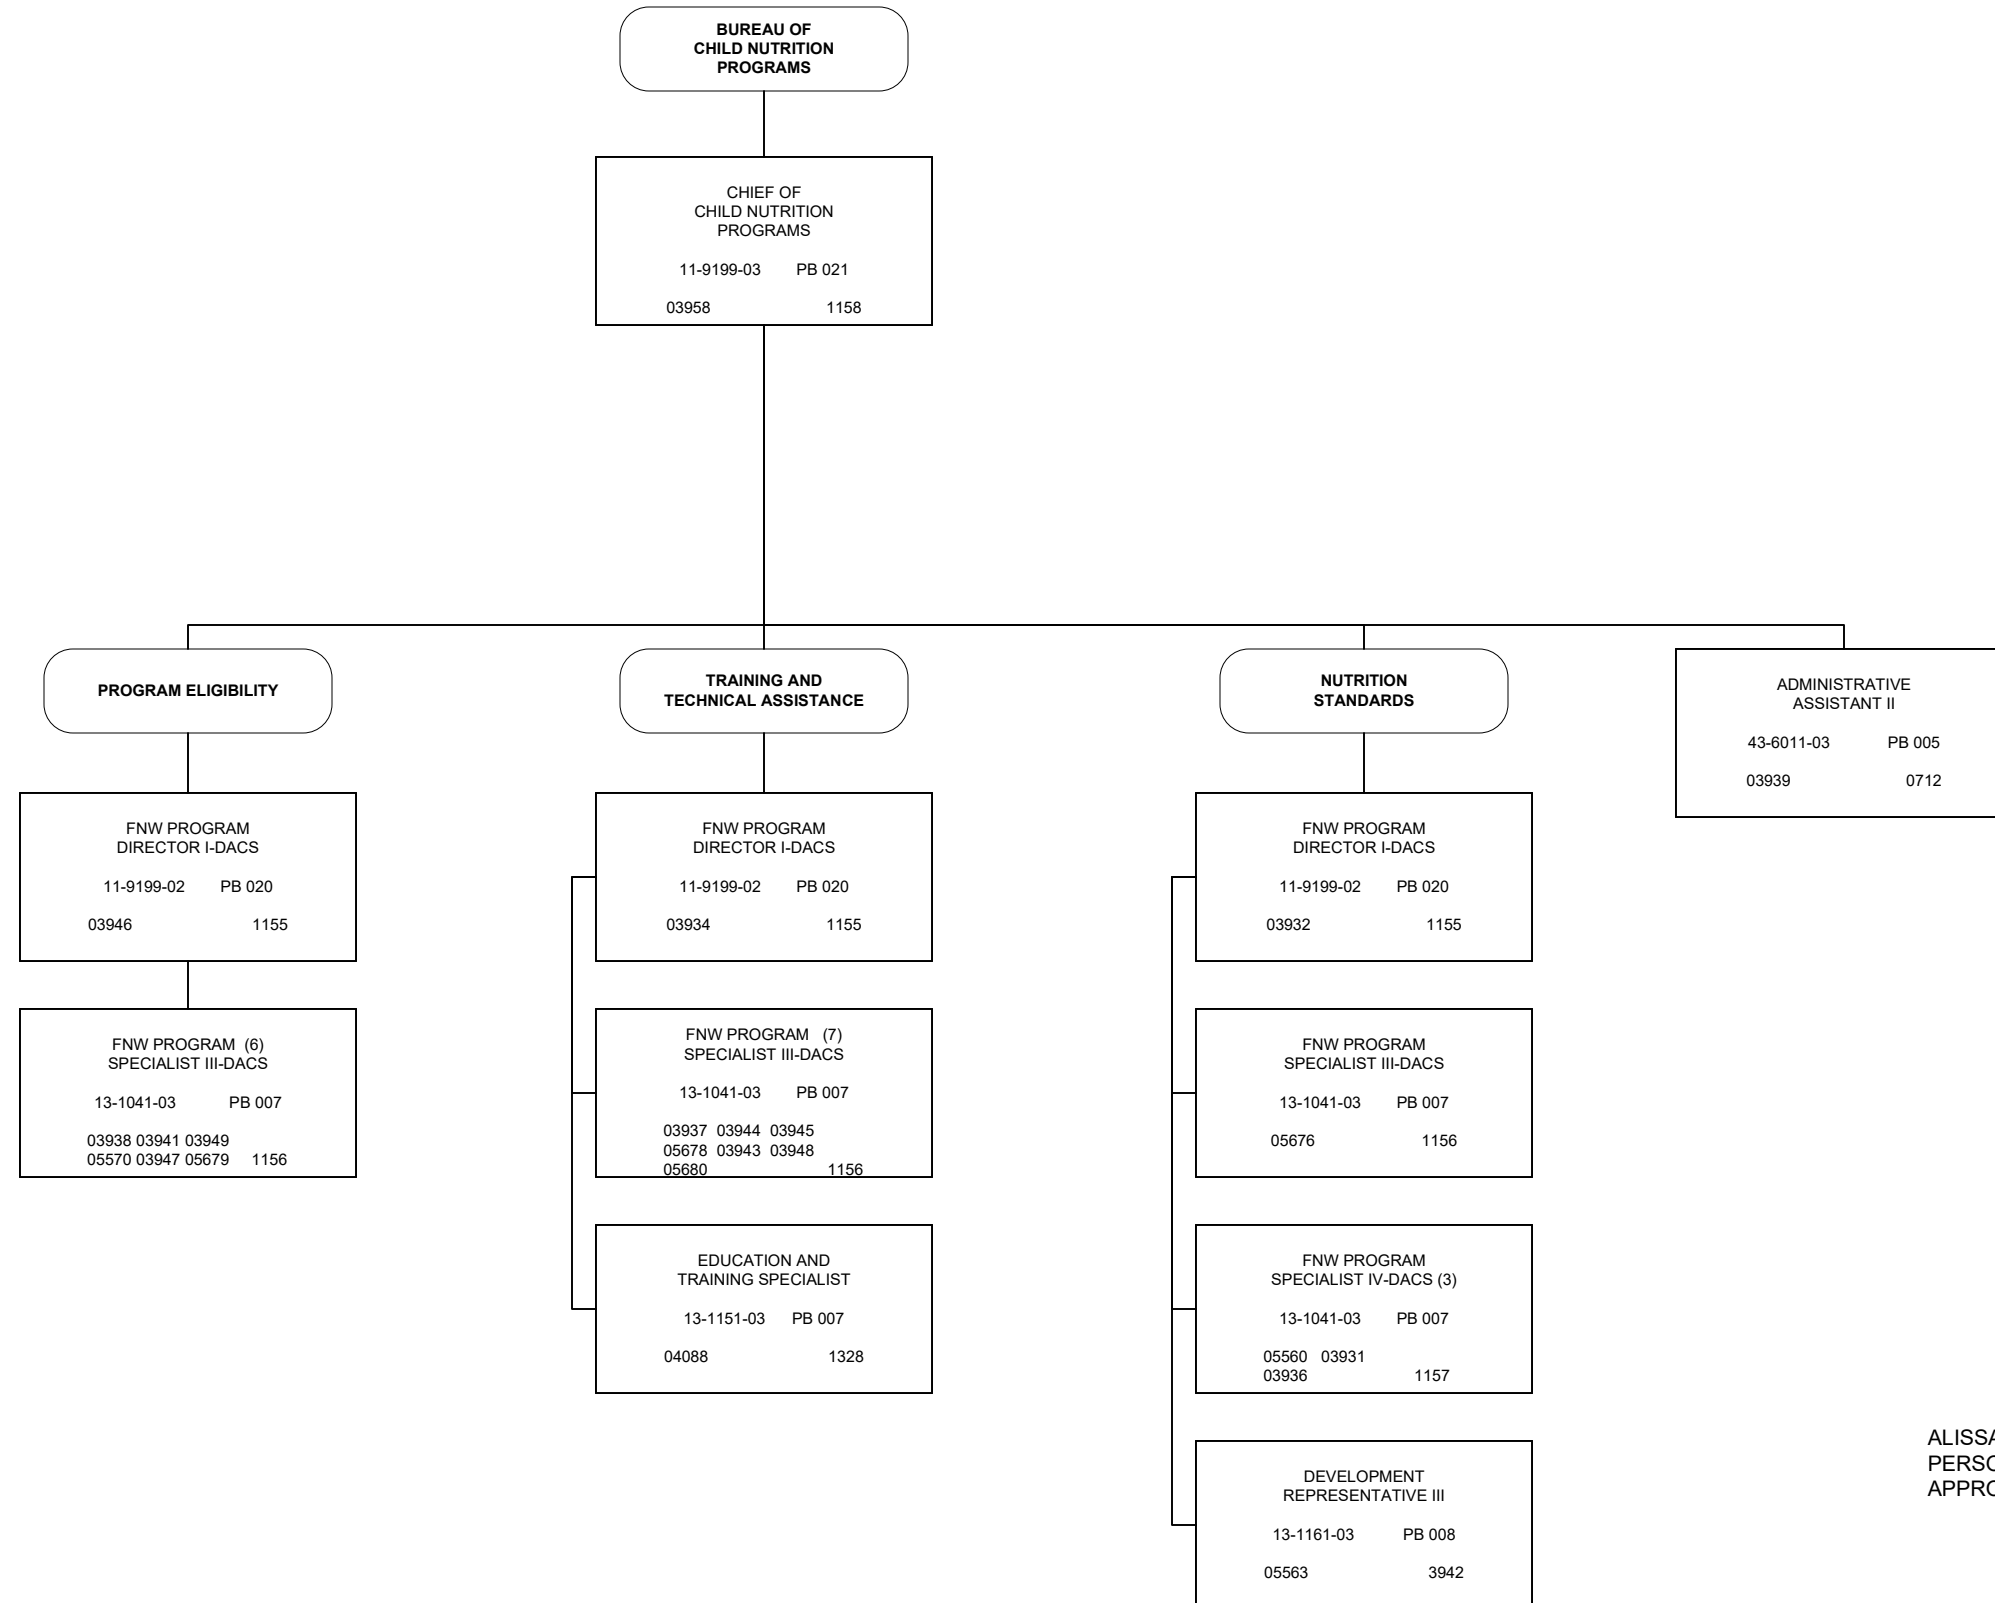 BUREAU OF
CHILD NUTRITION
PROGRAMS
CHIEF OF
CHILD NUTRITION
PROGRAMS
11-9199-03 PB 021
03958 1158
PROGRAM ELIGIBILITY
FNW PROGRAM
DIRECTOR I-DACS
11-9199-02 PB 020
03946 1155
FNW PROGRAM (6)
SPECIALIST III-DACS
13-1041-03 PB 007
03938 03941 03949
05570 03947 05679 1156
TRAINING AND
TECHNICAL ASSISTANCE
FNW PROGRAM
DIRECTOR I-DACS
11-9199-02 PB 020
03934 1155
FNW PROGRAM (7)
SPECIALIST III-DACS
13-1041-03 PB 007
03937 03944 03945
05678 03943 03948
05680 1156
EDUCATION AND
TRAINING SPECIALIST
13-1151-03 PB 007
04088 1328
NUTRITION
STANDARDS
FNW PROGRAM
DIRECTOR I-DACS
11-9199-02 PB 020
03932 1155
FNW PROGRAM
SPECIALIST III-DACS
13-1041-03 PB 007
05676 1156
FNW PROGRAM
SPECIALIST IV-DACS (3)
13-1041-03 PB 007
05560 03931
03936 1157
DEVELOPMENT
REPRESENTATIVE III
13-1161-03 PB 008
05563 3942
ADMINISTRATIVE
ASSISTANT II
43-6011-03 PB 005
03939 0712